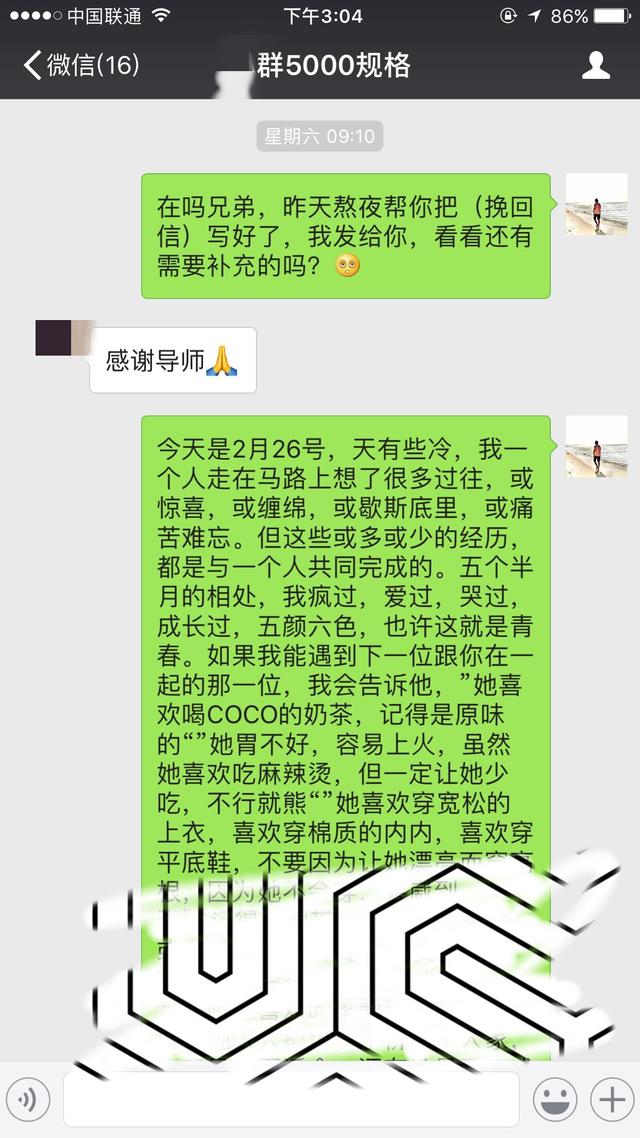 中国联通
下午3:04
86%
微信(16)
群5000规格
星期六 09:10
在吗兄弟，昨天熬夜帮你把（挽回
信）写好了，我发给你，看看还有
需要补充的吗？🥺
感谢导师🙏
今天是2月26号，天有些冷，我一
个人走在马路上想了很多过往，或
惊喜，或缠绵，或歇斯底里，或痛
苦难忘。但这些或多或少的经历，
都是与一个人共同完成的。五个半
月的相处，我疯过，爱过，哭过，
成长过，五颜六色，也许这就是青
春。如果我能遇到下一位跟你在一
起的那一位，我会告诉他，”她喜
欢喝COCO的奶茶，记得是原味
的“”她胃不好，容易上火，虽然
她喜欢吃麻辣烫，但一定让她少
吃，不行就熊“”她喜欢穿宽松的
上衣，喜欢穿棉质的内内，喜欢穿
平底鞋，不要因为让她漂亮而穿高
根，因为她不会穿